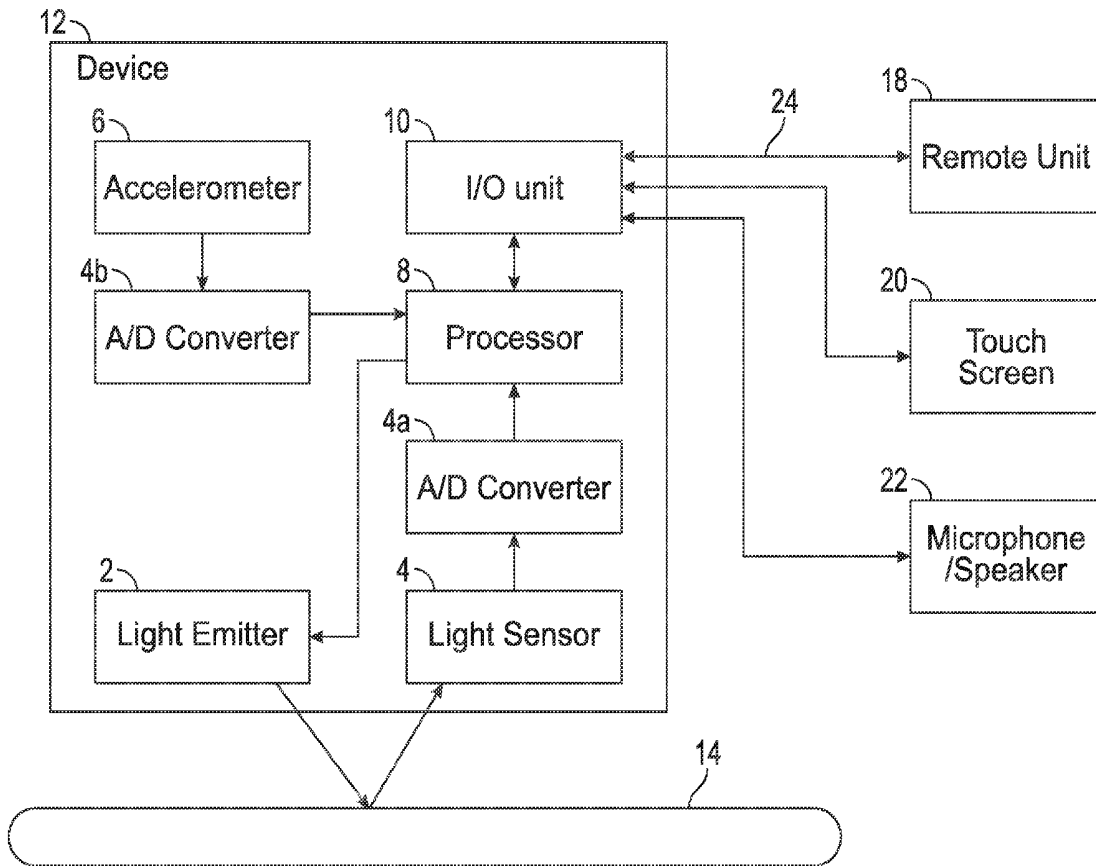 12
Device
6
Accelerometer
10
I/O unit
24
18
Remote Unit
4b
A/D Converter
8
Processor
20
Touch
Screen
4a
A/D Converter
22
Microphone
/Speaker
2
Light Emitter
4
Light Sensor
14